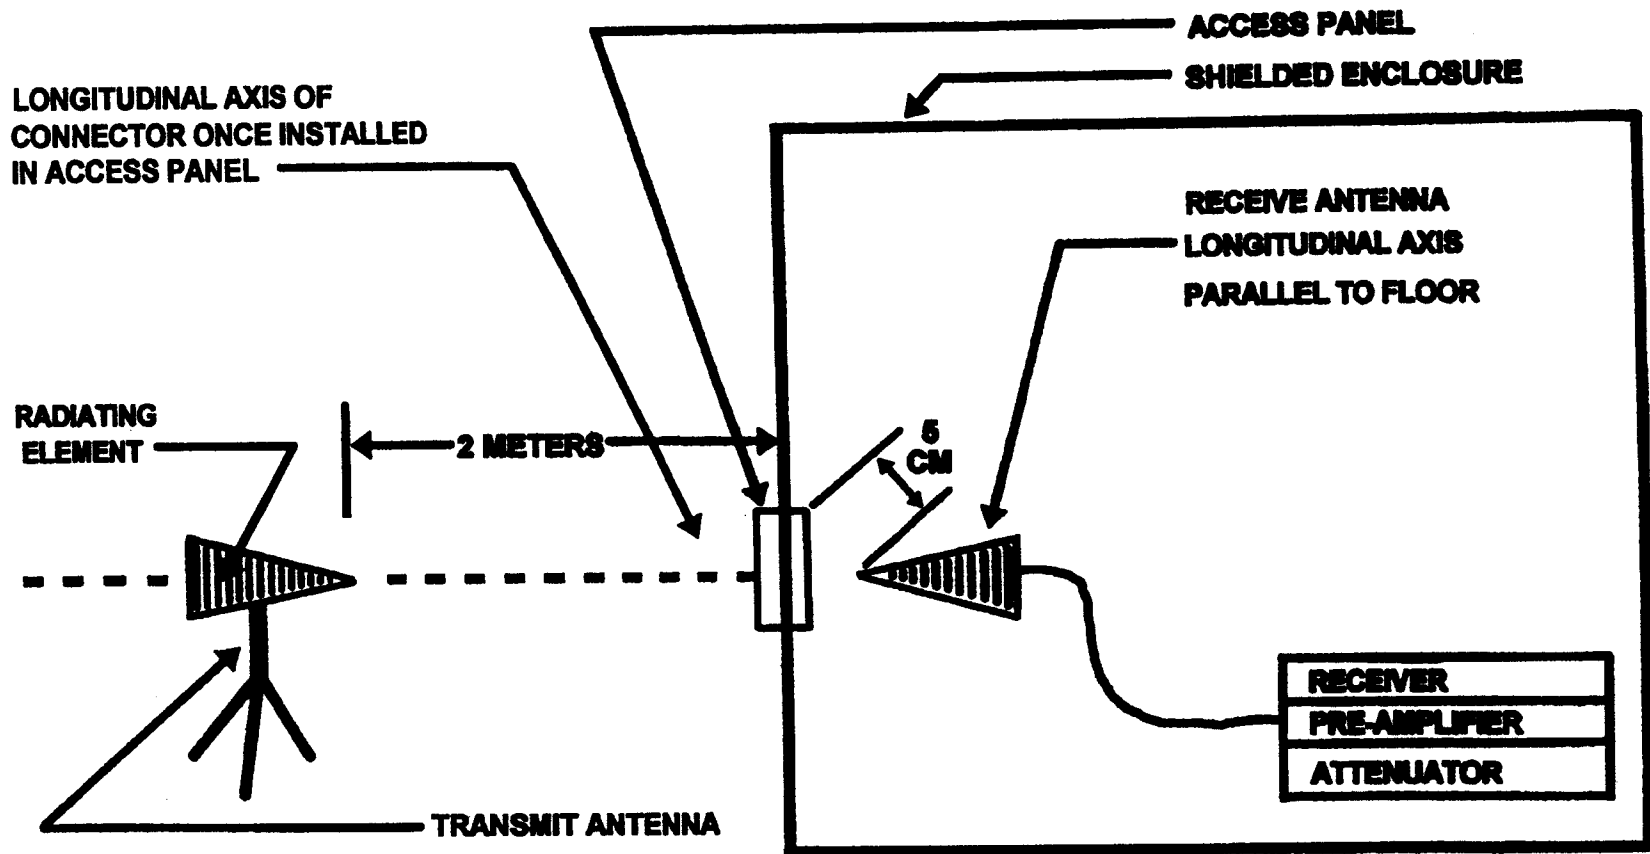 ACCESS PANEL
SHIELDED ENCLOSURE
LONGITUDINAL AXIS OF
CONNECTOR ONCE INSTALLED
IN ACCESS PANEL
RECEIVE ANTENNA
LONGITUDINAL AXIS
PARALLEL TO FLOOR
RADIATING
ELEMENT
2 METERS
5
CM
RECEIVER
PRE-AMPLIFIER
ATTENUATOR
TRANSMIT ANTENNA